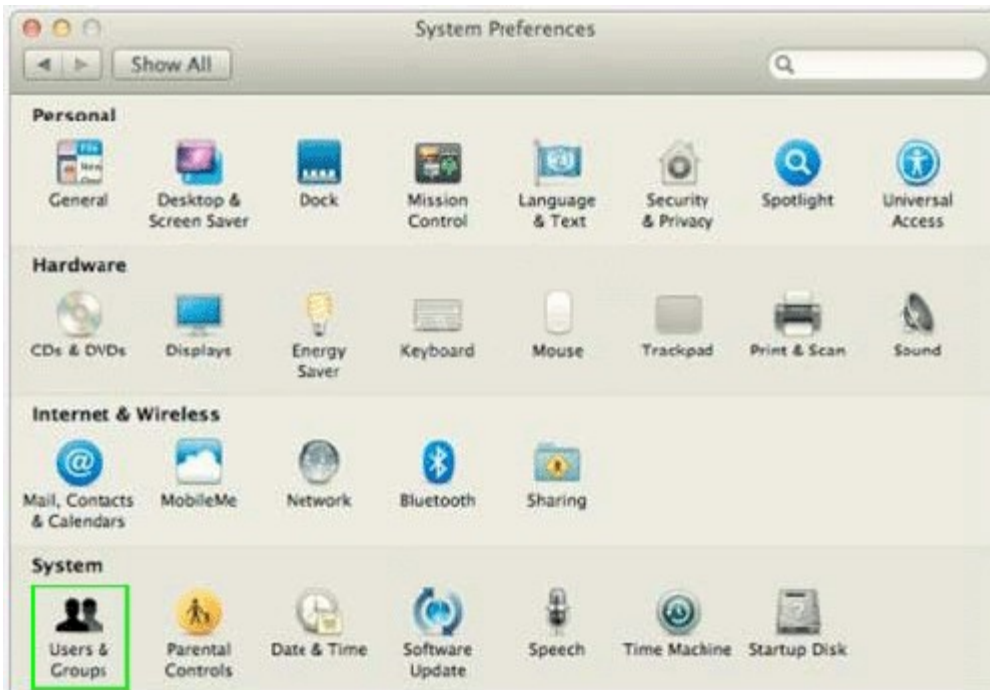 System Preferences
Show All
Personal
General
Desktop &
Screen Saver
Dock
Mission
Control
Language
& Text
Security
& Privacy
Spotlight
Universal
Access
Hardware
CDs & DVDs
Displays
Energy
Saver
Keyboard
Mouse
Trackpad
Print & Scan
Sound
Internet & Wireless
Mail, Contacts
& Calendars
MobileMe
Network
Bluetooth
Sharing
System
Users &
Groups
Parental
Controls
Date & Time
Software
Update
Speech
Time Machine
Startup Disk